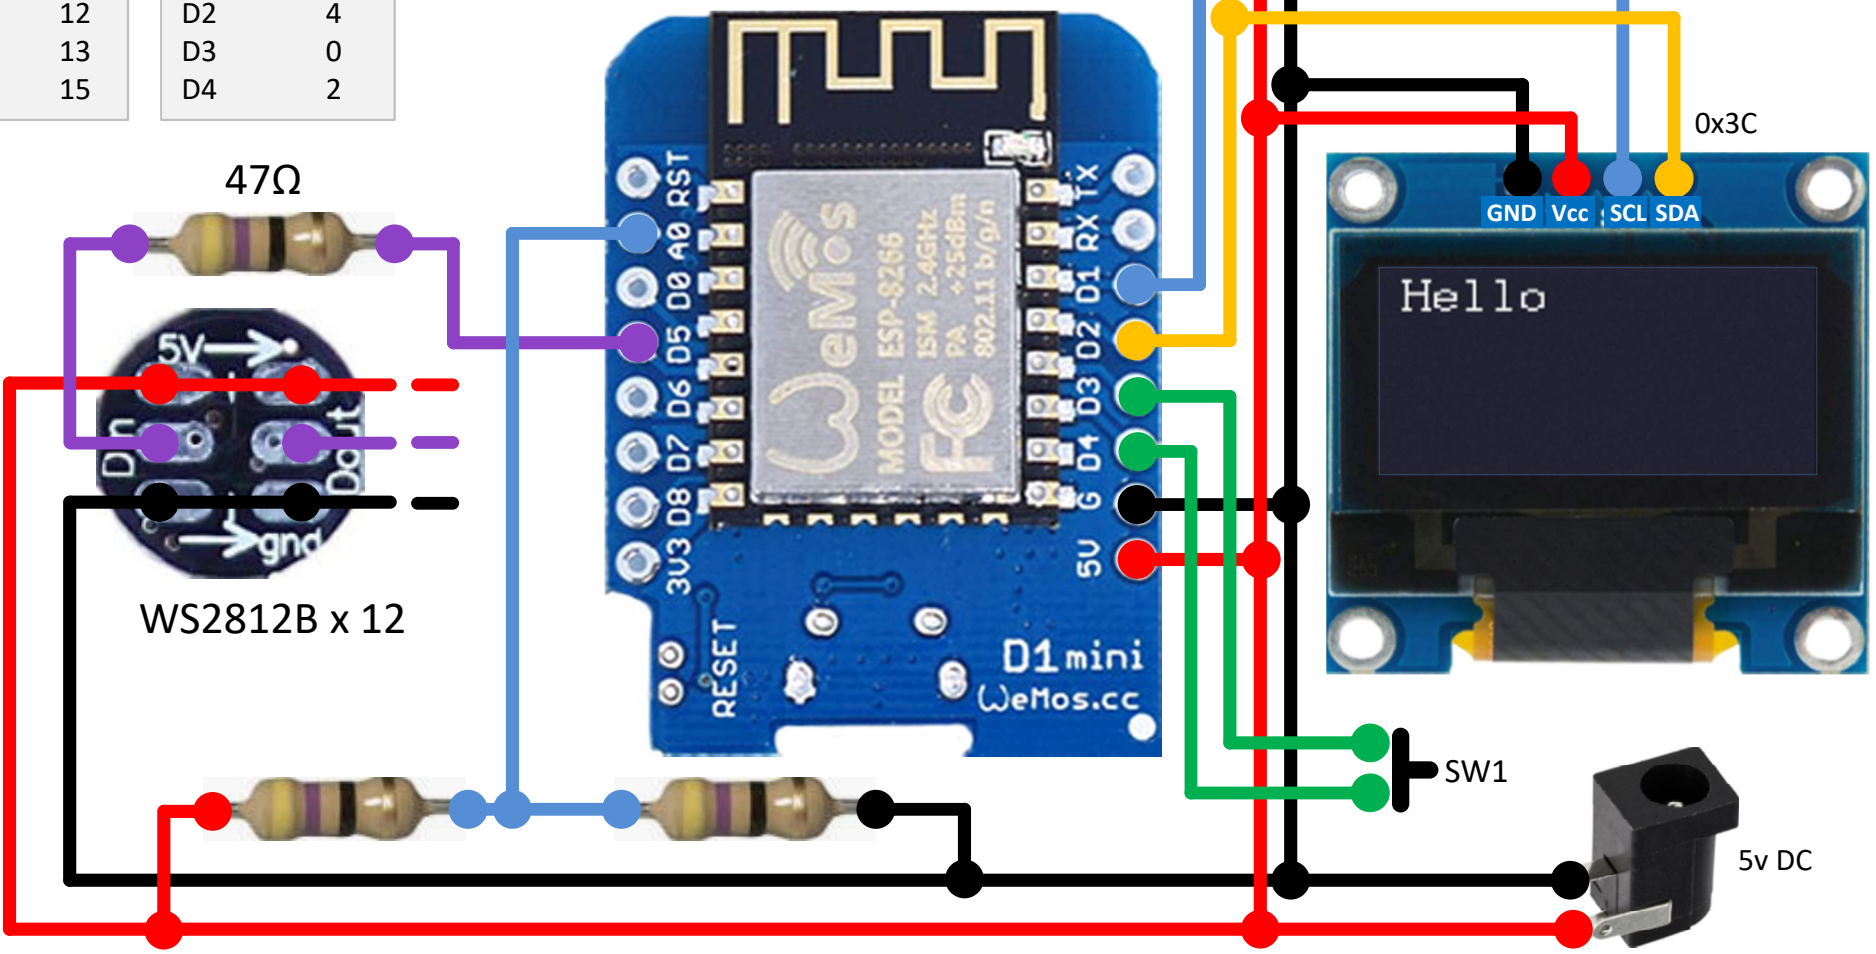 12
13
15
D2 4
D3 0
D4 2
47Ω
5V
Din
Dout
gnd
WS2812B x 12
RST
A0
D0
D5
D6
D7
D8
3V3
RESET
WeMos
MODEL ESP-8266
ISM 2.4GHz
PA +25dBm
802.11 b/g/n
FC
TX
RX
D1
D2
D3
D4
G
5V
D1 mini
WeMos.cc
0x3C
GND Vcc SCL SDA
Hello
SW1
5v DC